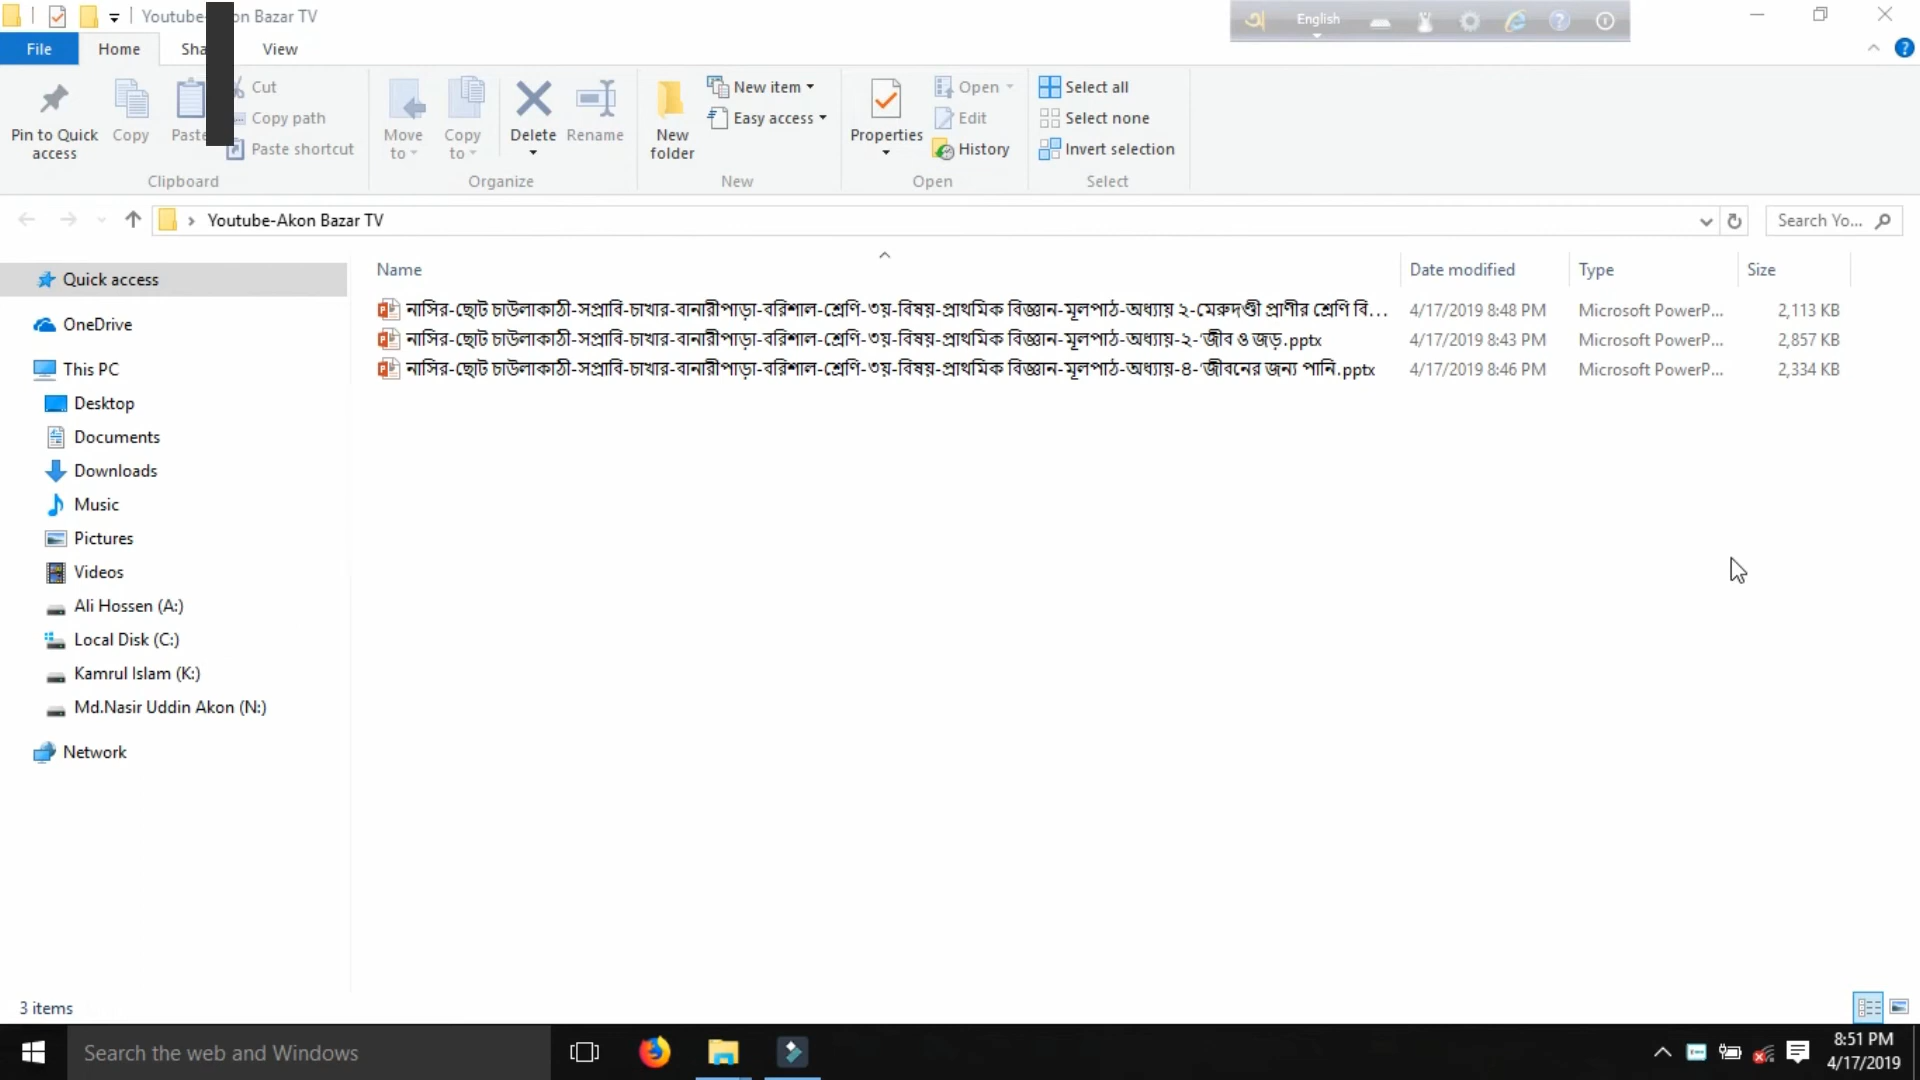 Youtube- on Bazar TV
English
File Home Sha View
Pin to Quick access
Copy
Paste
Cut
Copy path
Paste shortcut
Clipboard
Move to
Copy to
Delete
Rename
Organize
New folder
New item
Easy access
New
Properties
Open
Edit
History
Open
Select all
Select none
Invert selection
Select
Youtube-Akon Bazar TV
Search Yo...
Name Date modified Type Size
নাসির-ছোট চাউলাকাঠী-সপ্রাবি-চাখার-বানারীপাড়া-বরিশাল-শ্রেণি-৩য়-বিষয়-প্রাথমিক বিজ্ঞান-মূলপাঠ-অধ্যায় ২-মেরুদণ্ডী প্রাণীর শ্রেণি বি... 4/17/2019 8:48 PM Microsoft PowerP... 2,113 KB
নাসির-ছোট চাউলাকাঠী-সপ্রাবি-চাখার-বানারীপাড়া-বরিশাল-শ্রেণি-৩য়-বিষয়-প্রাথমিক বিজ্ঞান-মূলপাঠ-অধ্যায়-২-'জীব ও জড়.pptx 4/17/2019 8:43 PM Microsoft PowerP... 2,857 KB
নাসির-ছোট চাউলাকাঠী-সপ্রাবি-চাখার-বানারীপাড়া-বরিশাল-শ্রেণি-৩য়-বিষয়-প্রাথমিক বিজ্ঞান-মূলপাঠ-অধ্যায়-৪-'জীবনের জন্য পানি.pptx 4/17/2019 8:46 PM Microsoft PowerP... 2,334 KB
Quick access
OneDrive
This PC
Desktop
Documents
Downloads
Music
Pictures
Videos
Ali Hossen (A:)
Local Disk (C:)
Kamrul Islam (K:)
Md.Nasir Uddin Akon (N:)
Network
3 items
Search the web and Windows
8:51 PM
4/17/2019